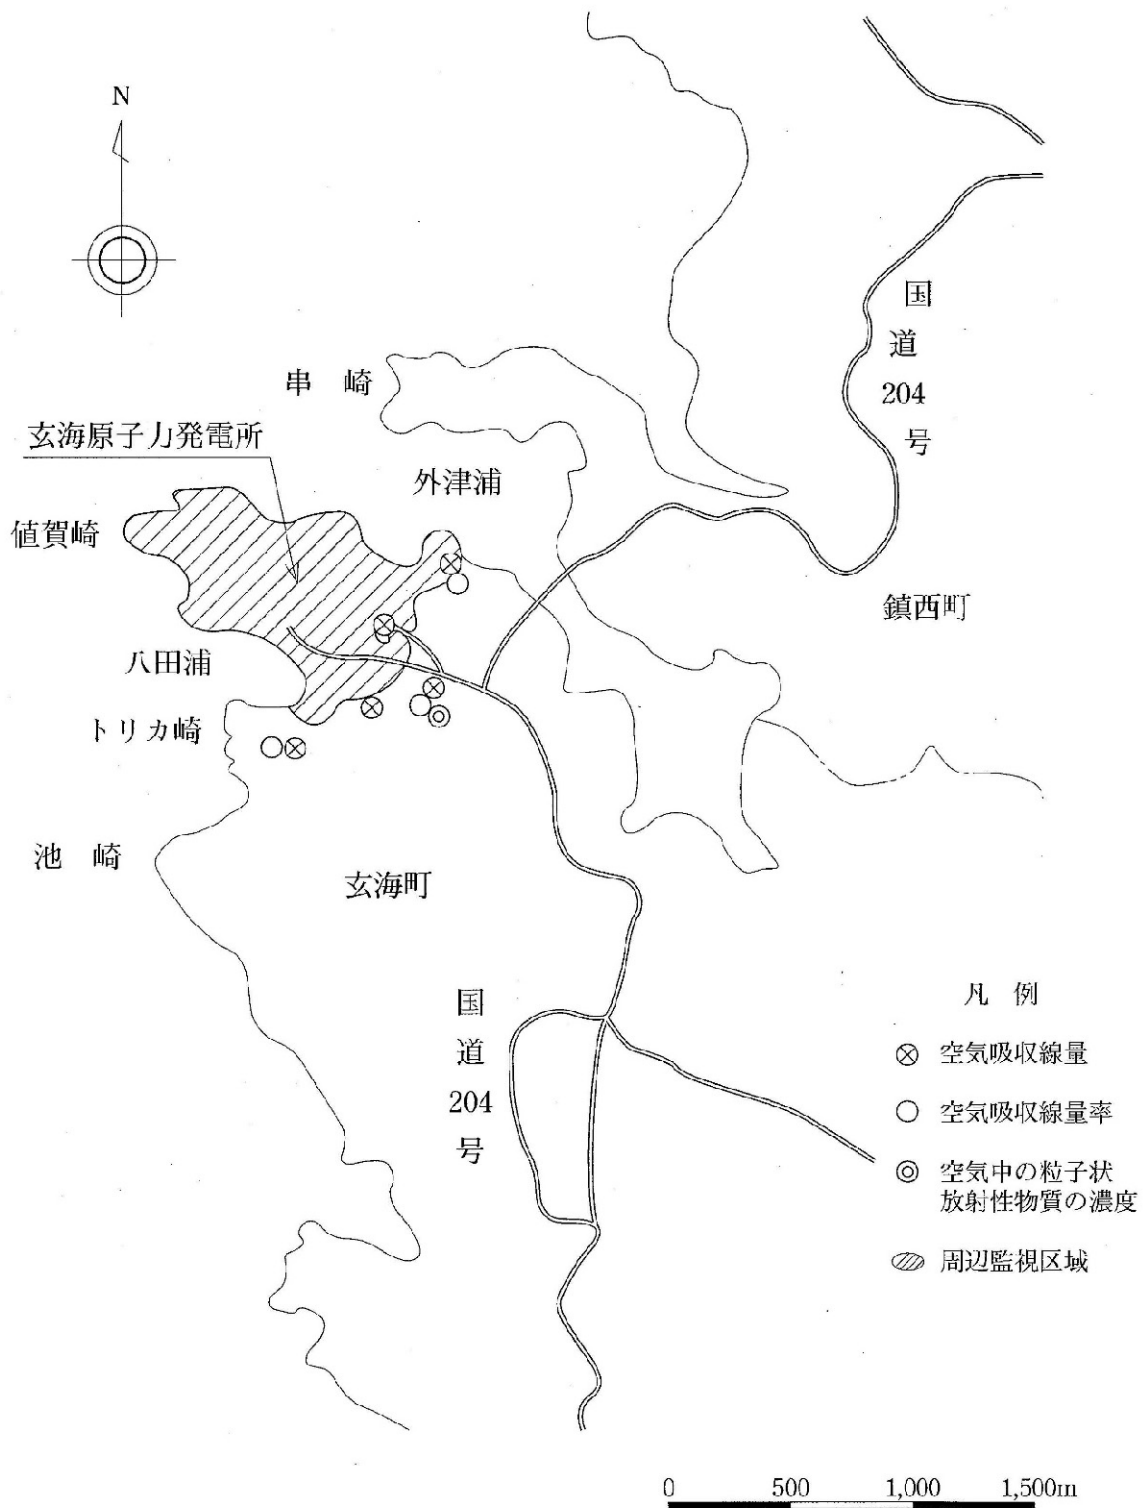 N
国
道
204
号
串 崎
玄海原子力発電所
外津浦
値賀崎
鎮西町
八田浦
トリカ崎
池 崎
玄海町
国
道
204
号
凡 例
空気吸収線量
空気吸収線量率
空気中の粒子状
放射性物質の濃度
周辺監視区域
0 500 1,000 1,500m